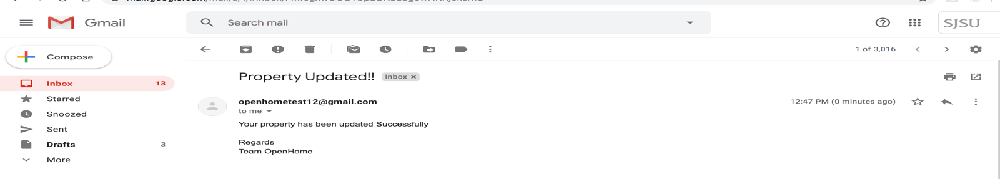 Gmail
Search mail
SJSU
Compose
1 of 3,016
Inbox 13
Starred
Snoozed
Sent
Drafts 3
More
Property Updated!! Inbox x
openhometest12@gmail.com
12:47 PM (0 minutes ago)
to me
Your property has been updated Successfully
Regards
Team OpenHome